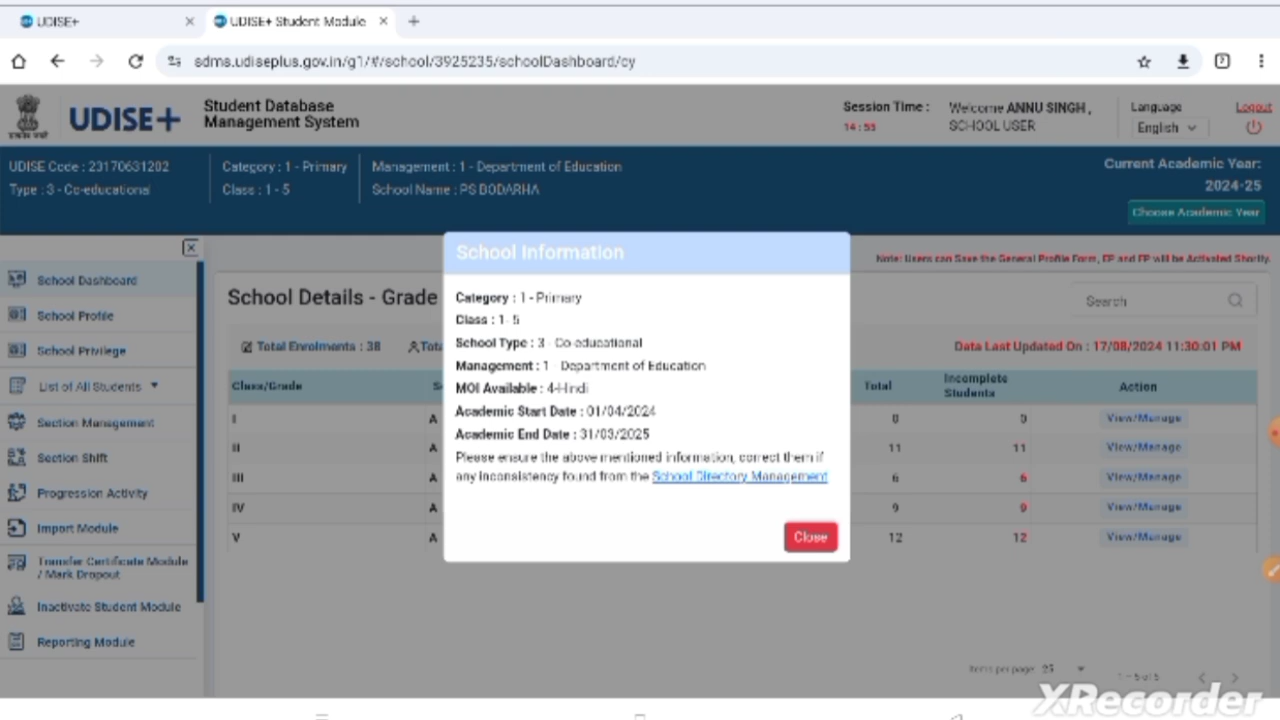 UDISE+
UDISE+ Student Module
sdms.udiseplus.gov.in/g1/#/school/3925235/schoolDashboard/cy
UDISE+
Student Database
Management System
Session Time :
14 : 55
Welcome ANNU SINGH ,
SCHOOL USER
Language
English
Logout
UDISE Code : 23170631202
Type : 3 - Co-educational
Category : 1 - Primary
Class : 1 - 5
Management : 1 - Department of Education
School Name : PS BODARHA
Current Academic Year:
2024-25
Choose Academic Year
School Dashboard
School Profile
School Privilege
List of All Students
Section Management
Section Shift
Progression Activity
Import Module
Transfer Certificate Module
/ Mark Dropout
Inactivate Student Module
Reporting Module
Note: Users can Save the General Profile Form, EP and FP will be Activated Shortly.
School Details - Grade
Search
Total Enrolments : 38
Tota
Data Last Updated On : 17/08/2024 11:30:01 PM
Class/Grade S Total Incomplete Students Action
I A 0 0 View/Manage
II A 11 11 View/Manage
III A 6 6 View/Manage
IV A 9 9 View/Manage
V A 12 12 View/Manage
Items per page: 25
1 – 5 of 5
School Information
Category : 1 - Primary
Class : 1- 5
School Type : 3 - Co-educational
Management : 1 - Department of Education
MOI Available : 4-Hindi
Academic Start Date : 01/04/2024
Academic End Date : 31/03/2025
Please ensure the above mentioned information, correct them if
any inconsistency found from the School Directory Management
Close
XRecorder